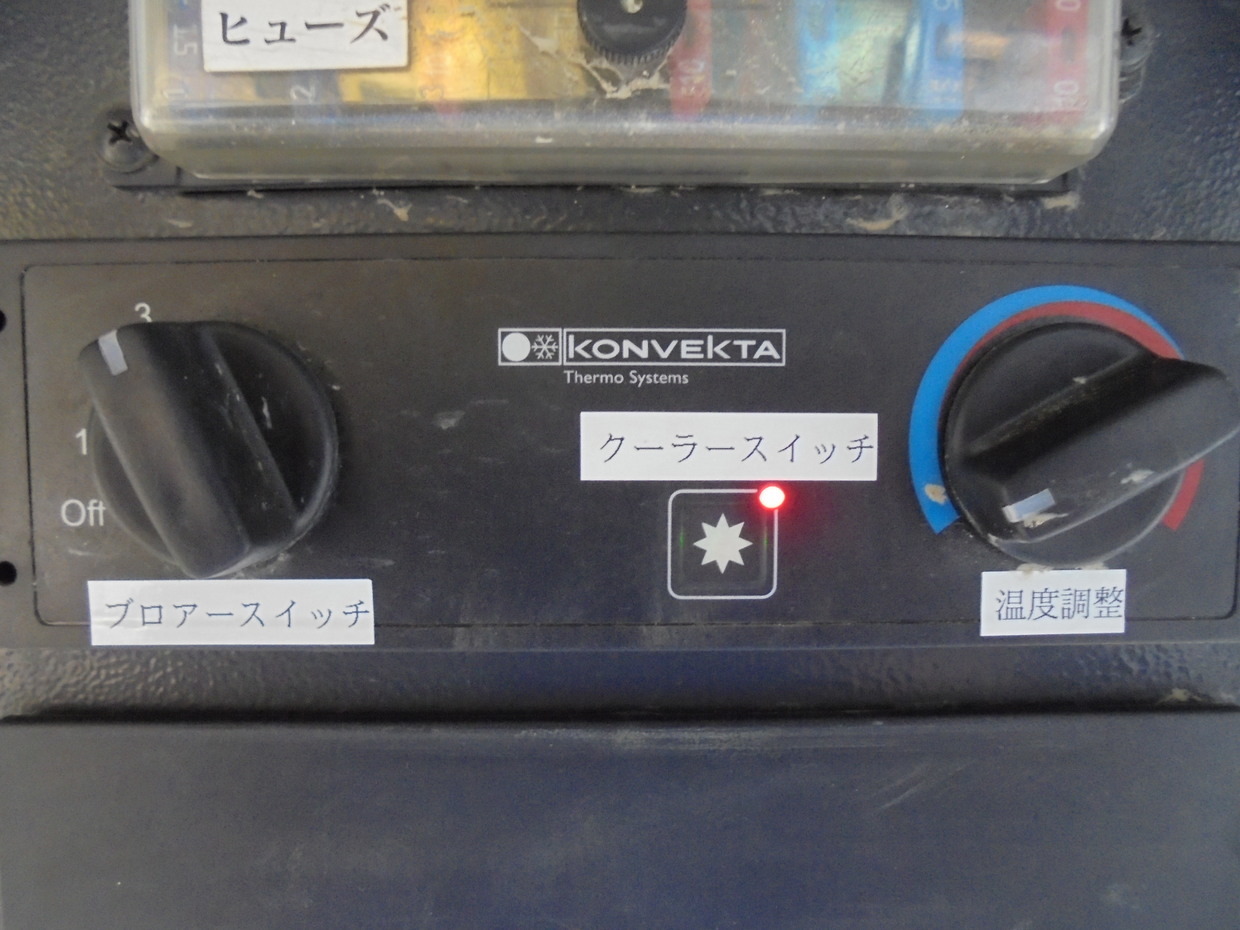 ヒューズ
3
1
Off
KONVEKTA
Thermo Systems
クーラースイッチ
ブロアースイッチ
温度調整